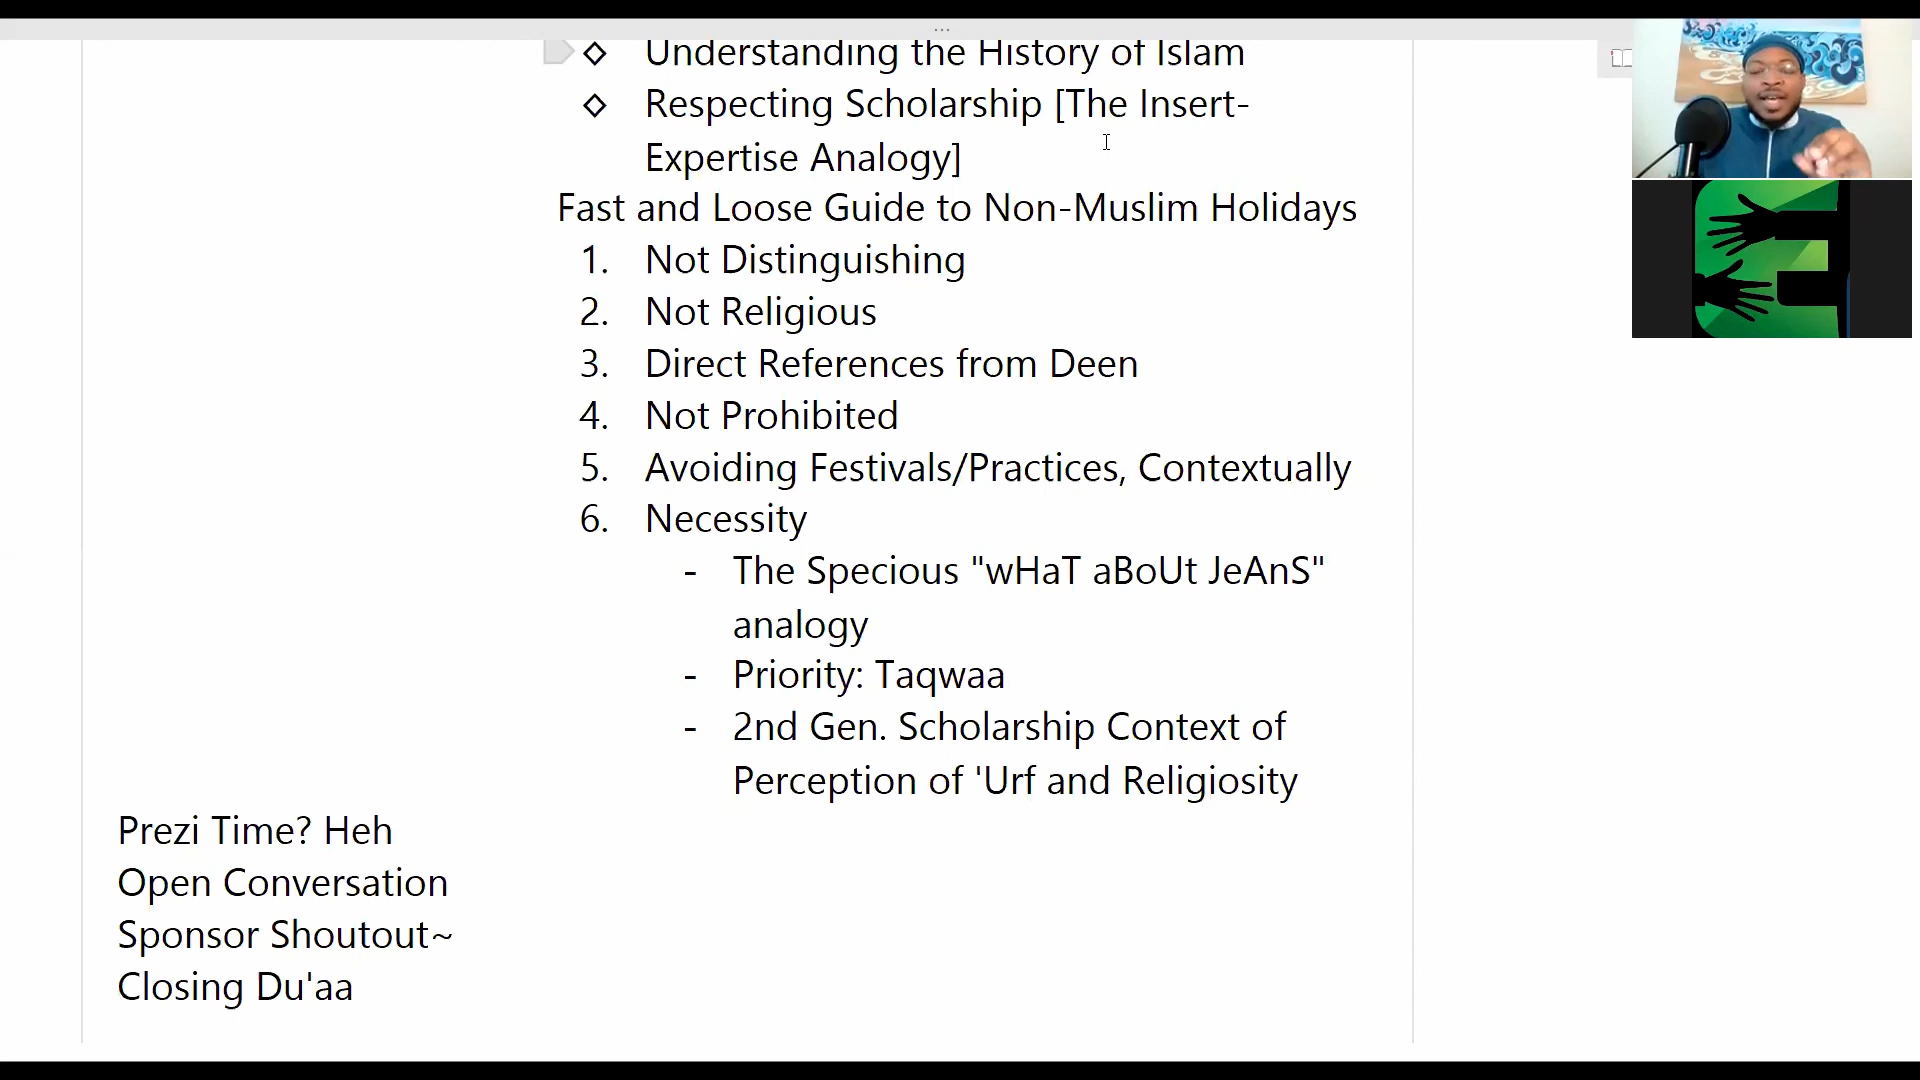 ◇ Understanding the History of Islam
◇ Respecting Scholarship [The Insert-
Expertise Analogy]
Fast and Loose Guide to Non-Muslim Holidays
1. Not Distinguishing
2. Not Religious
3. Direct References from Deen
4. Not Prohibited
5. Avoiding Festivals/Practices, Contextually
6. Necessity
- The Specious "wHaT aBoUt JeAnS"
analogy
- Priority: Taqwaa
- 2nd Gen. Scholarship Context of
Perception of 'Urf and Religiosity
Prezi Time? Heh
Open Conversation
Sponsor Shoutout~
Closing Du'aa